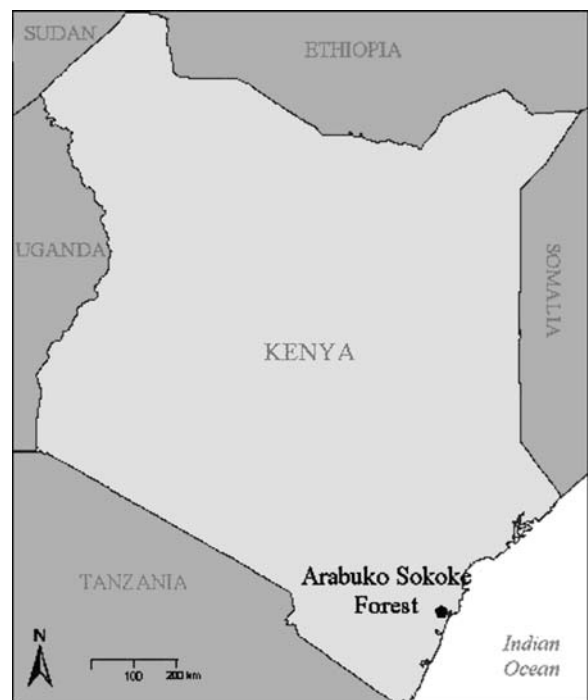 SUDAN
ETHIOPIA
UGANDA
SOMALIA
KENYA
Arabuko Sokoke
Forest
TANZANIA
N
100 200 km
Indian
Ocean